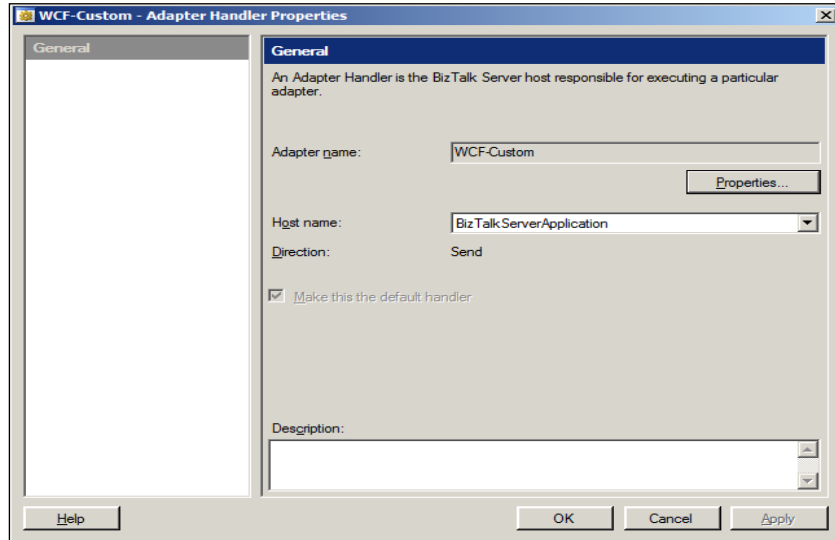 WCF-Custom - Adapter Handler Properties
General
General
An Adapter Handler is the BizTalk Server host responsible for executing a particular
adapter.
Adapter name:
WCF-Custom
Properties...
Host name:
BizTalkServerApplication
Direction:
Send
Make this the default handler
Description:
Help
OK
Cancel
Apply